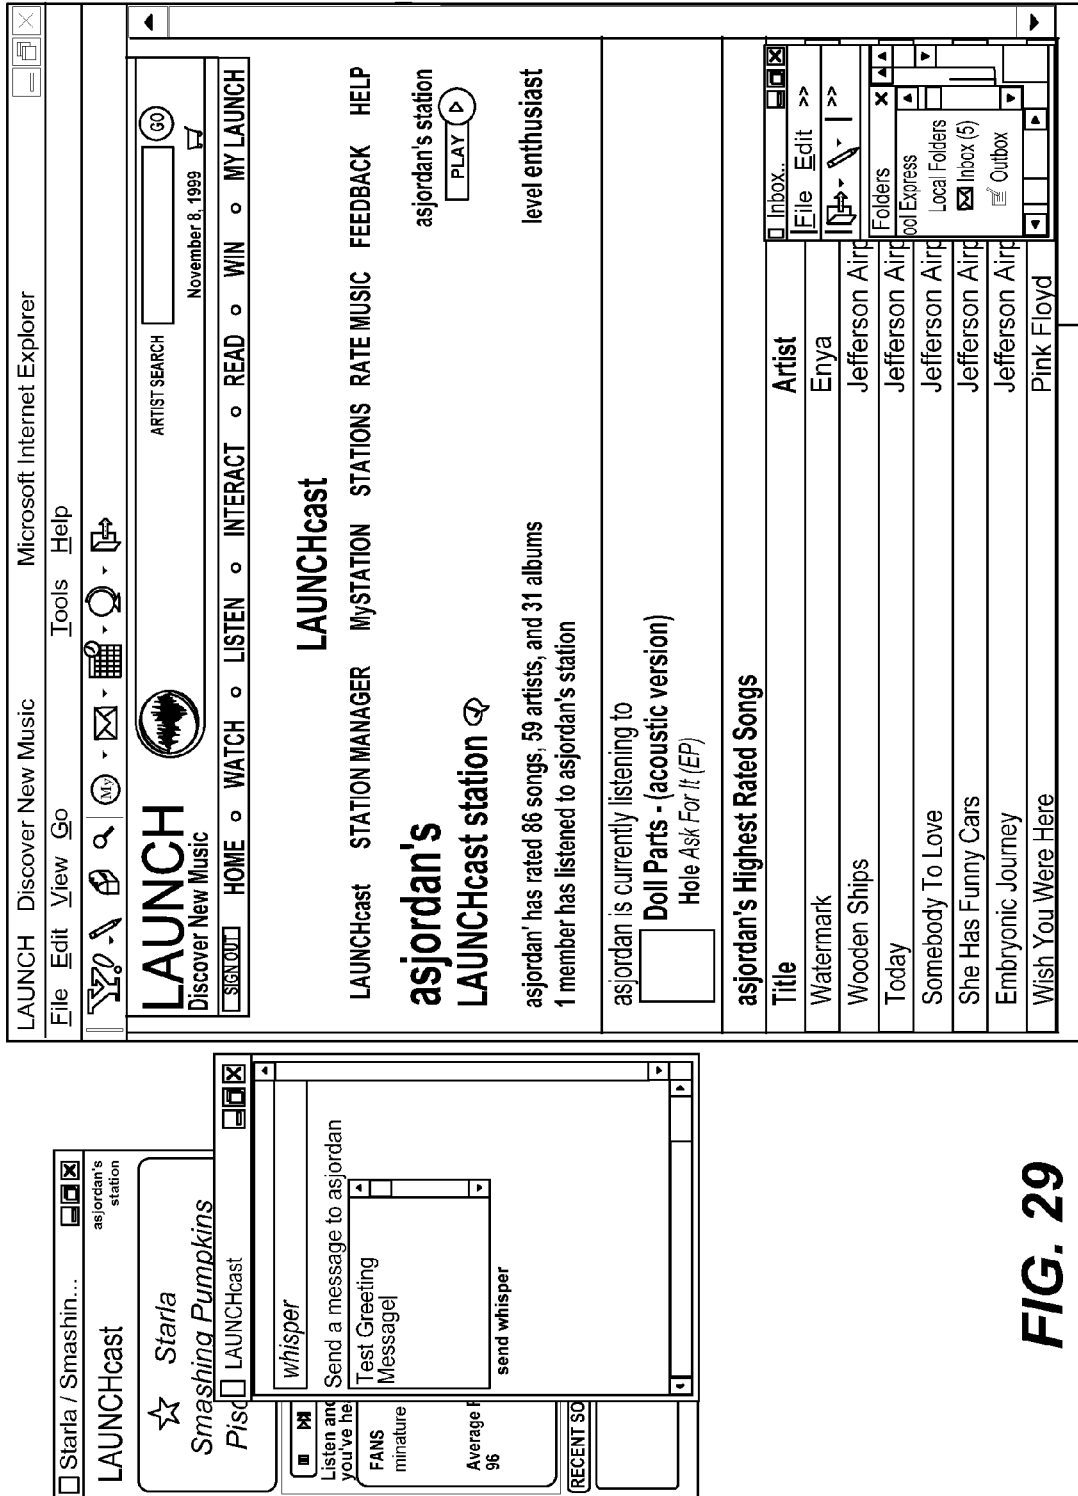 LAUNCH Discover New Music Microsoft Internet Explorer
File Edit View Go Tools Help
Y! My
LAUNCH
Discover New Music
ARTIST SEARCH GO
November 8, 1999
SIGN OUT HOME WATCH LISTEN INTERACT READ WIN MY LAUNCH
LAUNCHcast
LAUNCHcast STATION MANAGER MySTATION STATIONS RATE MUSIC FEEDBACK HELP
asjordan's
LAUNCHcast station
asjordan's station
PLAY
asjordan' has rated 86 songs, 59 artists, and 31 albums
level enthusiast
1 member has listened to asjordan's station
asjordan is currently listening to
Doll Parts - (acoustic version)
Hole Ask For It (EP)
asjordan's Highest Rated Songs
Title Artist
Watermark Enya
Wooden Ships Jefferson Airp
Today Jefferson Airp
Somebody To Love Jefferson Airp
She Has Funny Cars Jefferson Airp
Embryonic Journey Jefferson Airp
Wish You Were Here Pink Floyd
Inbox..
File Edit >>
>>
Folders
ool Express
Local Folders
Inbox (5)
Outbox
Starla / Smashin...
LAUNCHcast
asjordan's
station
Starla
Smashing Pumpkins
Pisc
Listen and
you've he
FANS
minature
Average F
96
RECENT SO
LAUNCHcast
whisper
Send a message to asjordan
Test Greeting
Message|
send whisper
FIG. 29